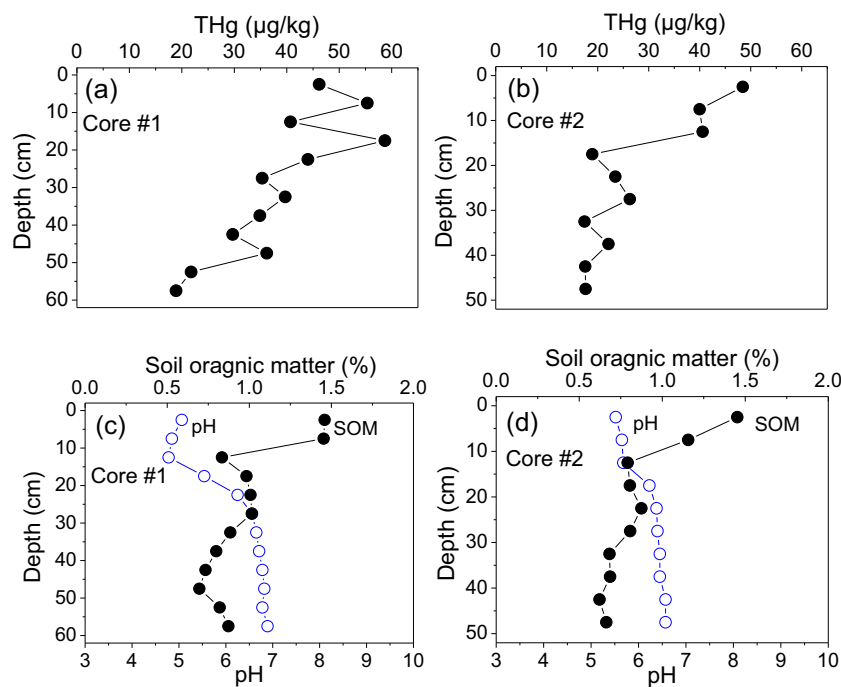 THg (µg/kg)
0 10 20 30 40 50 60
(a)
Core #1
Depth (cm)
0
10
20
30
40
50
60
THg (µg/kg)
0 10 20 30 40 50 60
(b)
Core #2
Depth (cm)
0
10
20
30
40
50
Soil oragnic matter (%)
0.0 0.5 1.0 1.5 2.0
(c)
pH
SOM
Core #1
Depth (cm)
0
10
20
30
40
50
60
3 4 5 6 7 8 9 10
pH
Soil oragnic matter (%)
0.0 0.5 1.0 1.5 2.0
(d)
pH
SOM
Core #2
Depth (cm)
0
10
20
30
40
50
3 4 5 6 7 8 9 10
pH